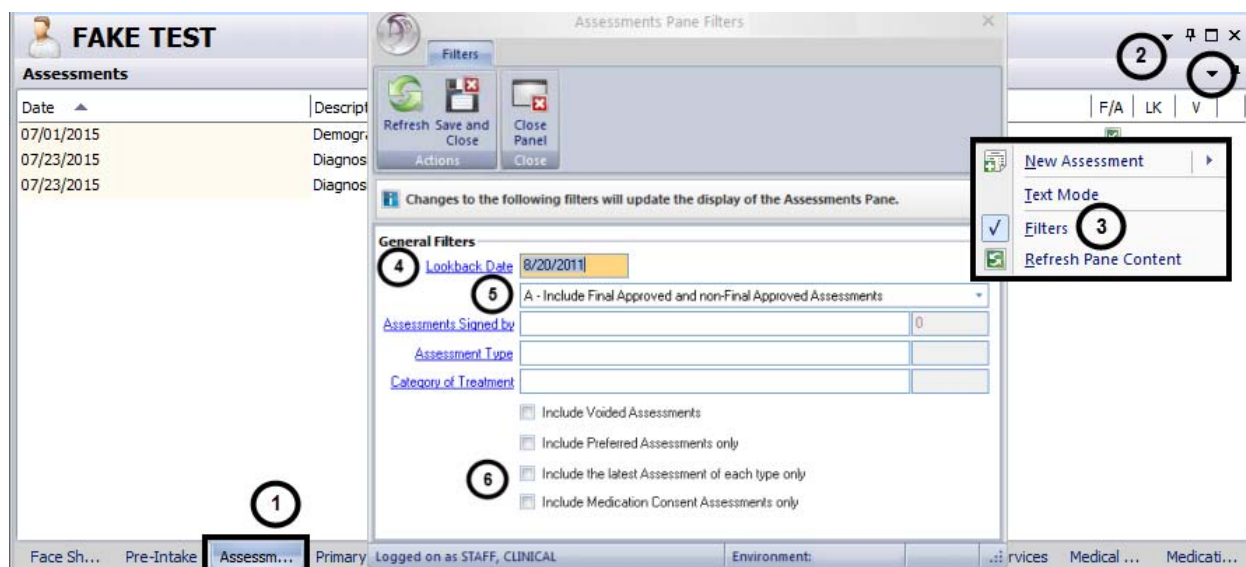 FAKE TEST
Assessments Pane Filters
Filters
2
Assessments
Date
Descript
F/A LK V
Refresh Save and Close Close Panel
Actions Close
07/01/2015 Demogra
07/23/2015 Diagnos
07/23/2015 Diagnos
New Assessment
Text Mode
Filters 3
Refresh Pane Content
Changes to the following filters will update the display of the Assessments Pane.
General Filters
4 Lookback Date 8/20/2011
5 A - Include Final Approved and non-Final Approved Assessments
Assessments Signed by 0
Assessment Type
Category of Treatment
Include Voided Assessments
Include Preferred Assessments only
6 Include the latest Assessment of each type only
Include Medication Consent Assessments only
1
Face Sh... Pre-Intake Assessm... Primary Logged on as STAFF, CLINICAL Environment: rvices Medical ... Medicati...